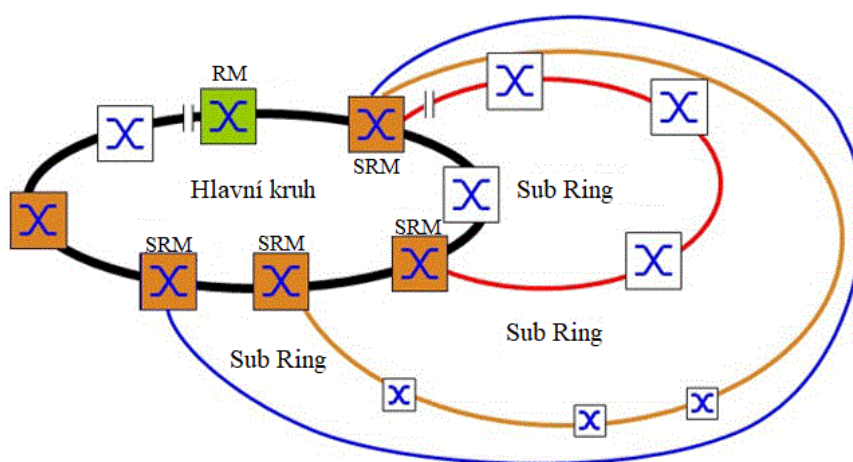 RM
SRM
Hlavní kruh
Sub Ring
SRM
SRM
SRM
Sub Ring
Sub Ring